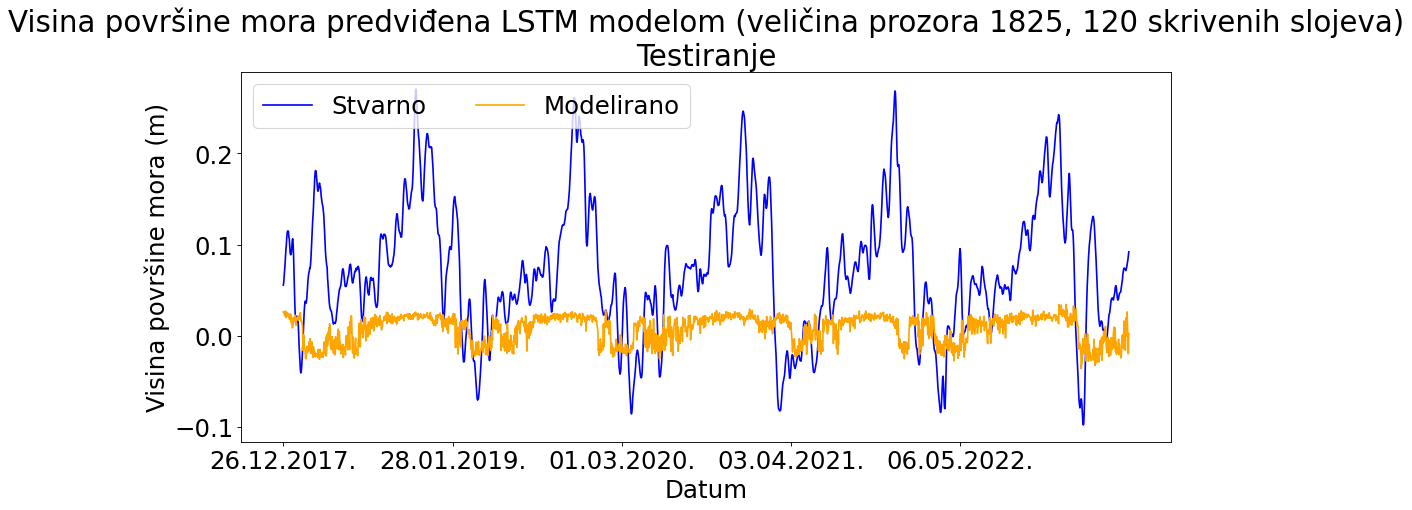 Visina površine mora predviđena LSTM modelom (veličina prozora 1825, 120 skrivenih slojeva)
Testiranje
Stvarno Modelirano
Visina površine mora (m)
0.2
0.1
0.0
−0.1
26.12.2017. 28.01.2019. 01.03.2020. 03.04.2021. 06.05.2022.
Datum